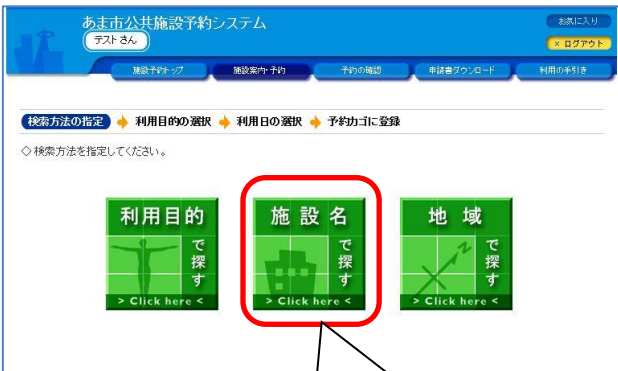 あま市公共施設予約システム
テストさん
お気に入り
× ログアウト
施設予約トップ
施設案内・予約
予約の確認
申請書ダウンロード
利用の手引き
検索方法の指定 利用目的の選択 利用日の選択 予約カゴに登録
◇検索方法を指定してください。
利用目的
で探す
> Click here <
施設名
で探す
> Click here <
地域
で探す
> Click here <